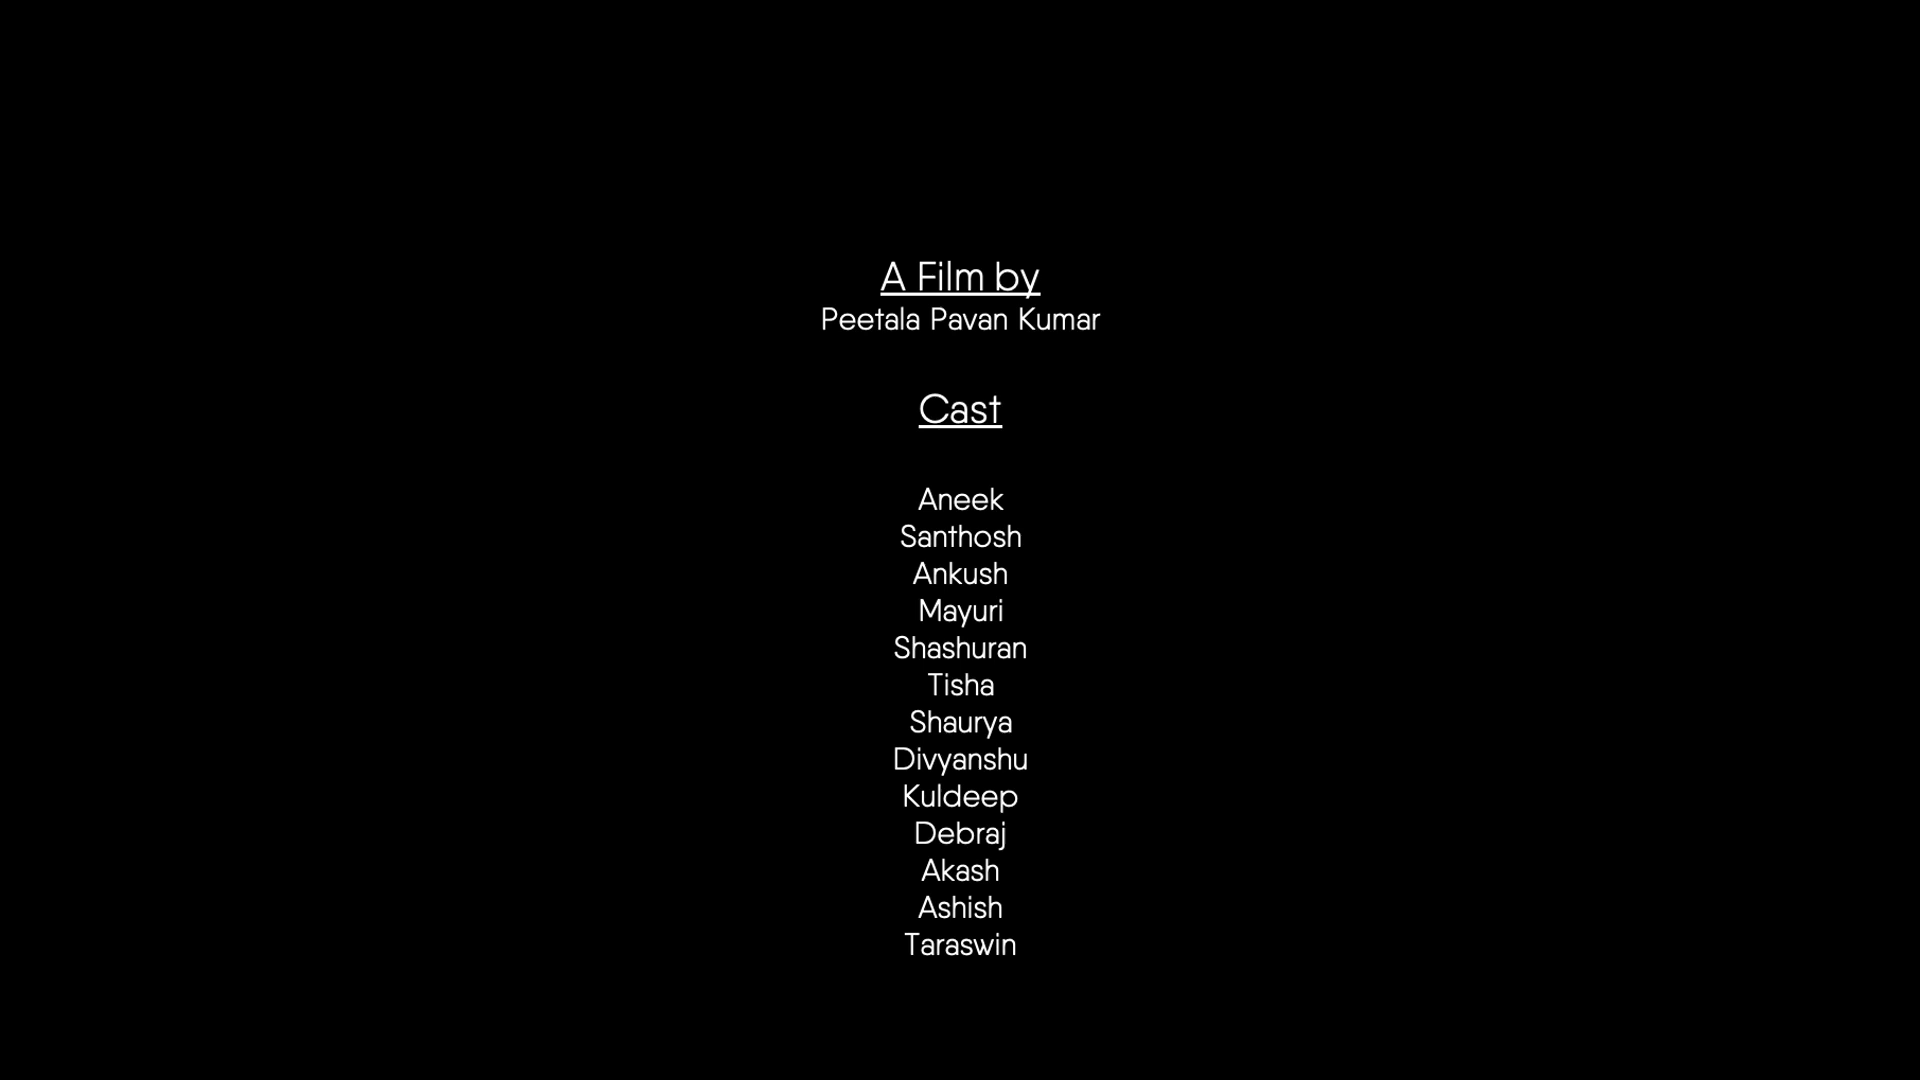 A Film by
Peetala Pavan Kumar
Cast
Aneek
Santhosh
Ankush
Mayuri
Shashuran
Tisha
Shaurya
Divyanshu
Kuldeep
Debraj
Akash
Ashish
Taraswin